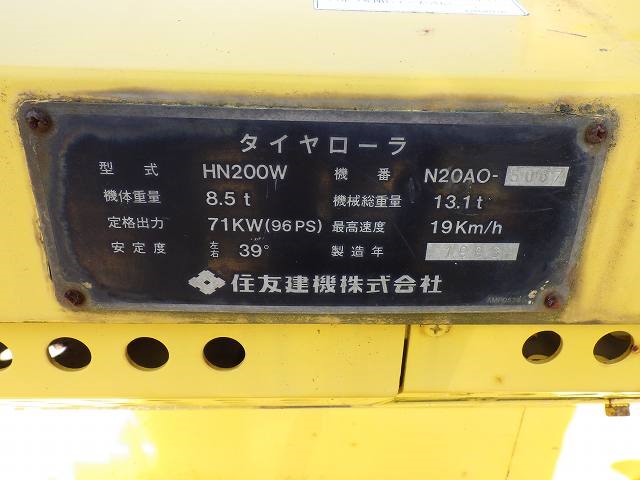 タイヤローラ
型式 HN200W 機番 N20AO-
機体重量 8.5t 機械総重量 13.1t
定格出力 71KW(96PS) 最高速度 19Km/h
安定度 左右 39° 製造年
住友建機株式会社